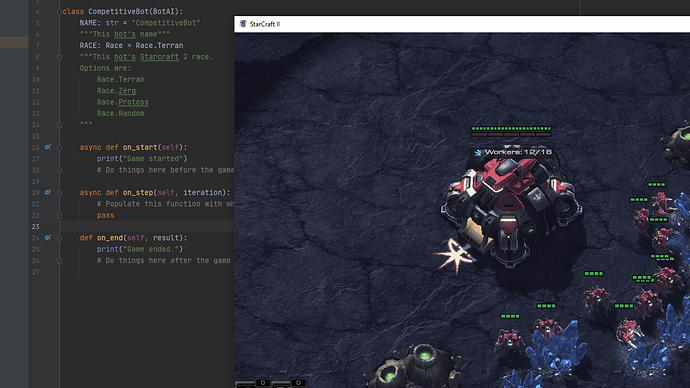 4 class CompetitiveBot(BotAI):
5 NAME: str = "CompetitiveBot"
6 """This bot's name"""
7 RACE: Race = Race.Terran
8 """This bot's Starcraft 2 race.
9 Options are:
10 Race.Terran
11 Race.Zerg
12 Race.Protoss
13 Race.Random
14 """
15
16 async def on_start(self):
17 print("Game started")
18 # Do things here before the game
19
20 async def on_step(self, iteration):
21 # Populate this function with wh
22 pass
23
24 def on_end(self, result):
25 print("Game ended.")
26 # Do things here after the game
27
StarCraft II
Workers: 12/16
0 0